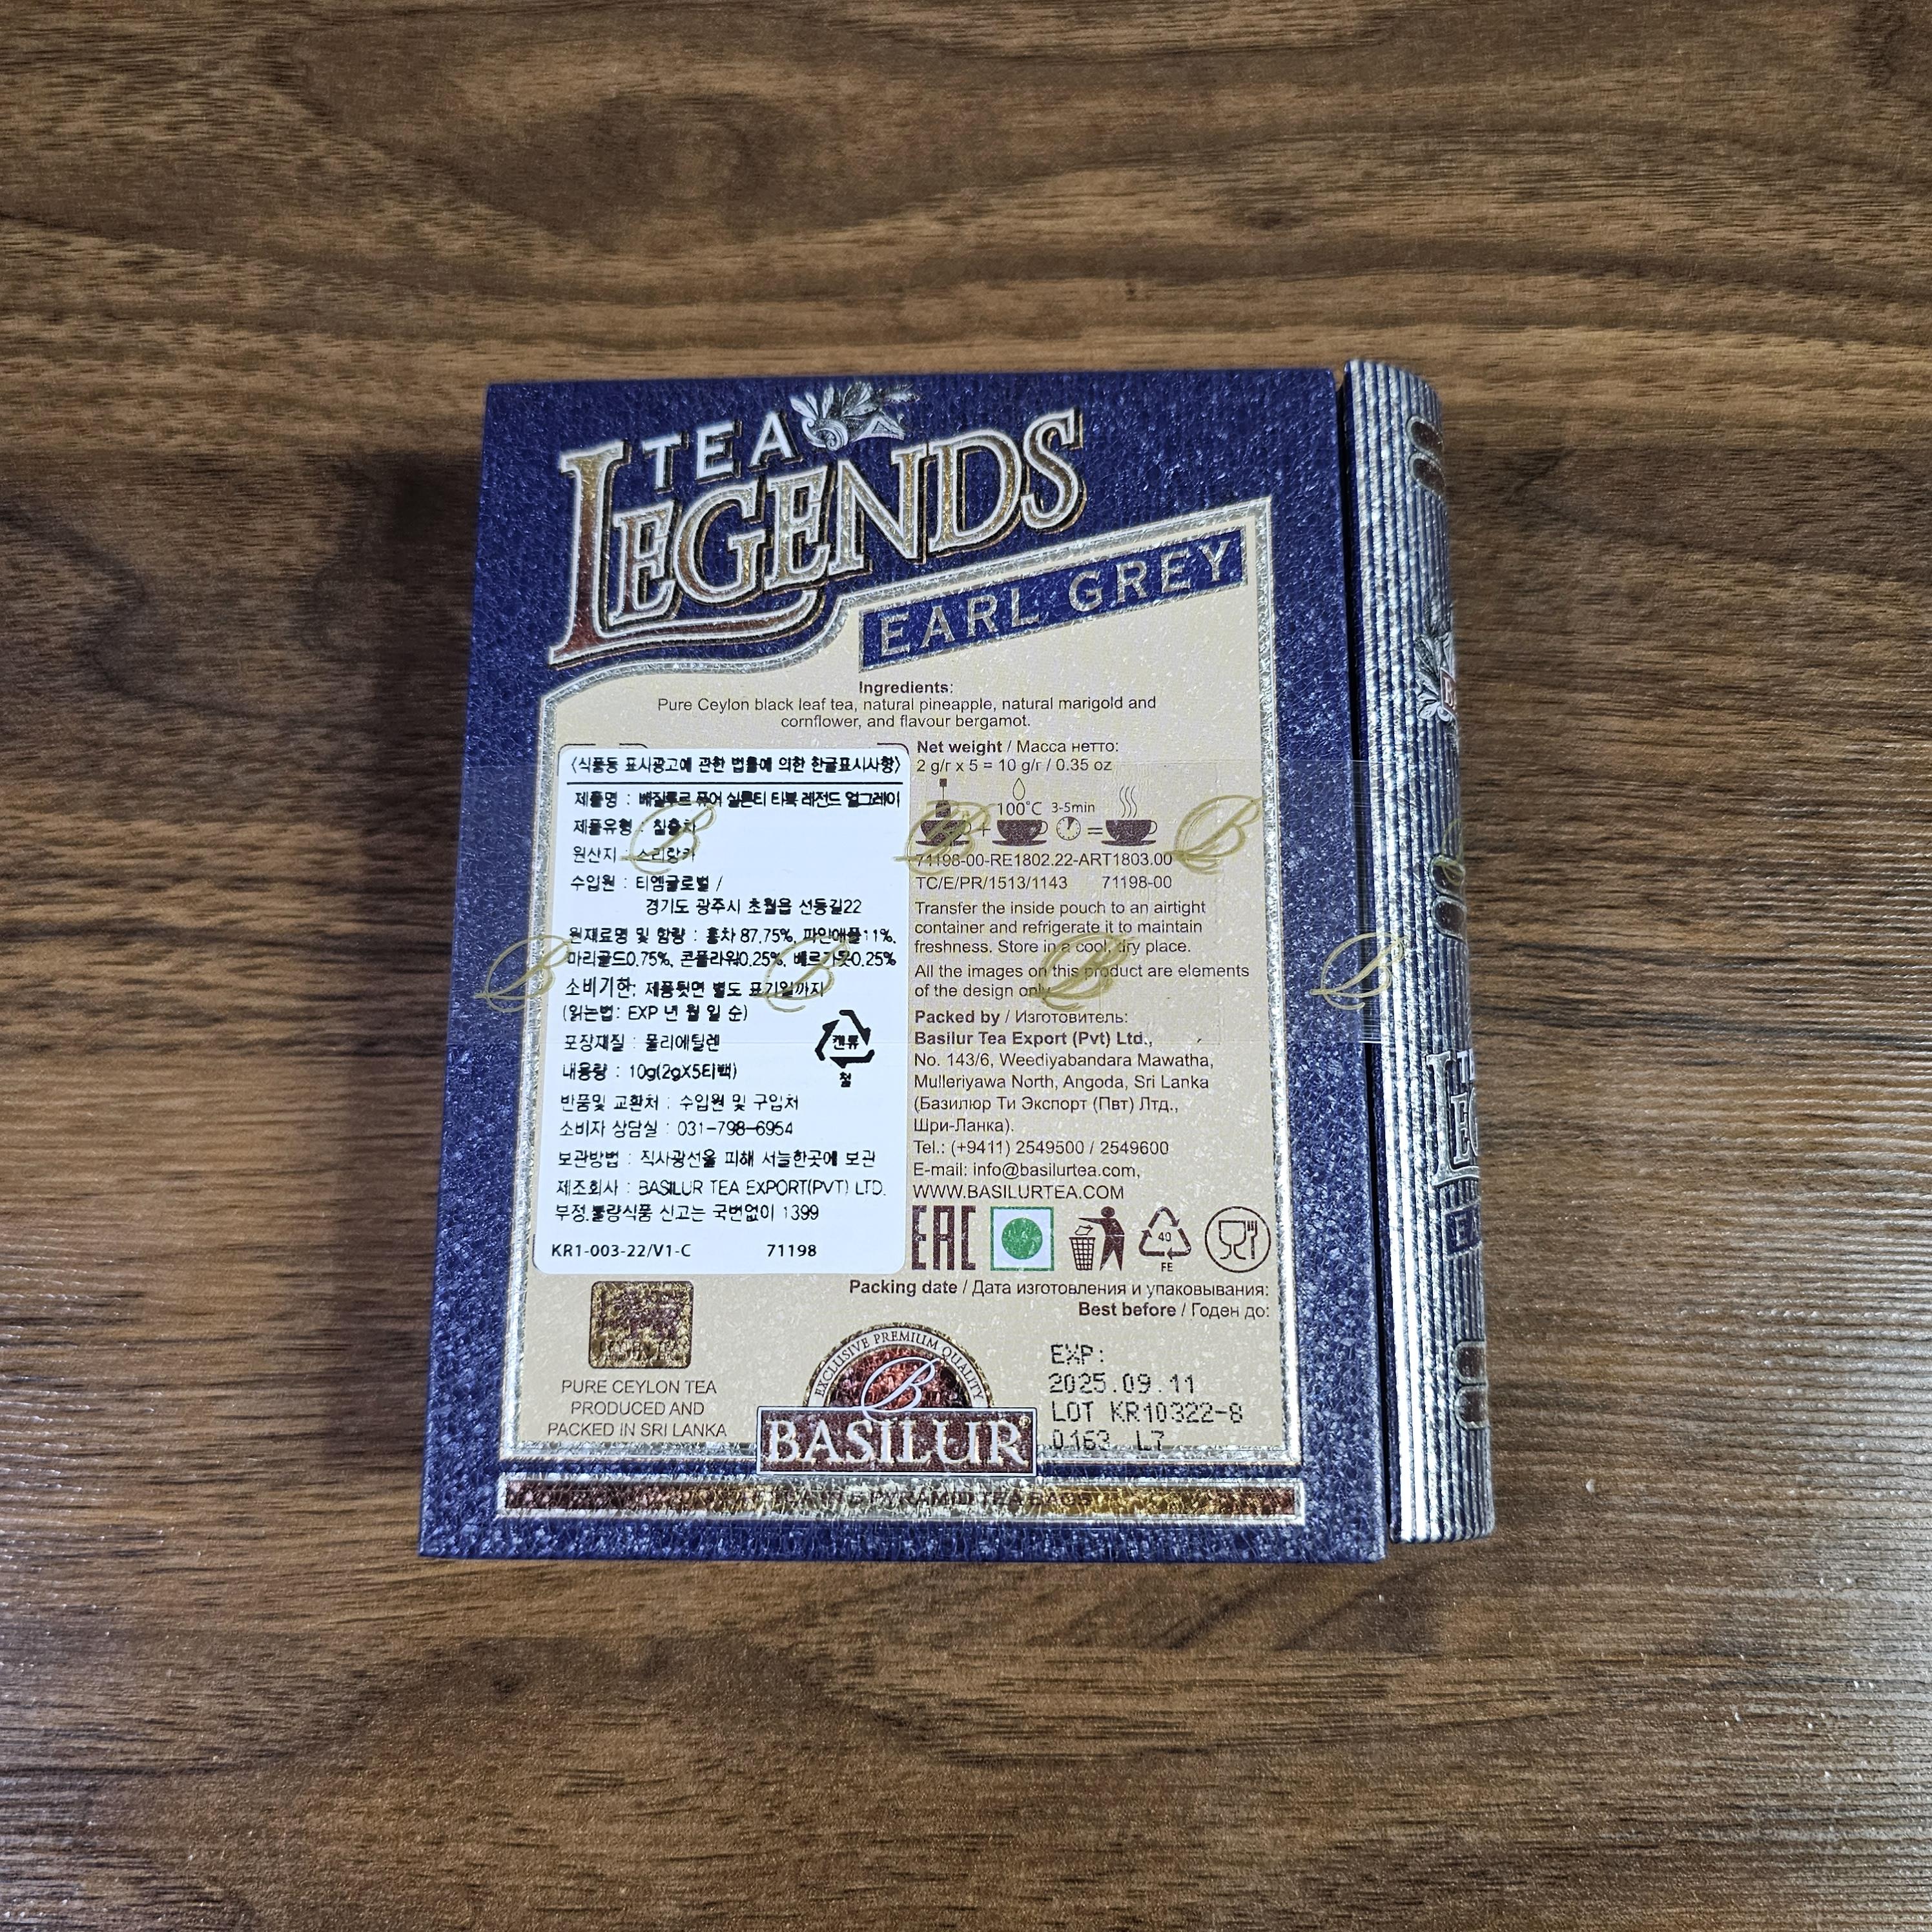 TEA
LEGENDS
EARL GREY
Ingredients:
Pure Ceylon black leaf tea, natural pineapple, natural marigold and
cornflower, and flavour bergamot.
〈식품등 표시광고에 관한 법률에 의한 한글표시사항〉
제품명 : 배질루르 퓨어 실론티 티북 레전드 얼그레이
제품유형 : 침출차
원산지 : 스리랑카
수입원 : 티엠글로벌 /
경기도 광주시 초월읍 선동길22
원재료명 및 함량 : 홍차 87.75%, 파인애플11%,
마리골드0.75%, 콘플라워0.25%, 베르가못0.25%
소비기한: 제품뒷면 별도 표기일까지
(읽는법: EXP 년 월 일 순)
포장재질 : 폴리에틸렌
캔류
철
내용량 : 10g(2gX5티백)
반품및 교환처 : 수입원 및 구입처
소비자 상담실 : 031-798-6954
보관방법 : 직사광선을 피해 서늘한곳에 보관
제조회사 : BASILUR TEA EXPORT(PVT) LTD.
부정.불량식품 신고는 국번없이 1399
KR1-003-22/V1-C 71198
Net weight / Масса нетто:
2 g/г x 5 = 10 g/г / 0.35 oz
100°C 3-5min
+ =
71198-00-RE1802.22-ART1803.00
TC/E/PR/1513/1143 71198-00
Transfer the inside pouch to an airtight
container and refrigerate it to maintain
freshness. Store in a cool, dry place.
All the images on this product are elements
of the design only.
Packed by / Изготовитель:
Basilur Tea Export (Pvt) Ltd.,
No. 143/6, Weediyabandara Mawatha,
Mulleriyawa North, Angoda, Sri Lanka
(Базилюр Ти Экспорт (Пвт) Лтд.,
Шри-Ланка).
Tel.: (+9411) 2549500 / 2549600
E-mail: info@basilurtea.com,
WWW.BASILURTEA.COM
EAC
40
FE
Packing date / Дата изготовления и упаковывания:
Best before / Годен до:
EXP:
2025.09.11
LOT KR10322-8
0163 L7
PURE CEYLON TEA
PRODUCED AND
PACKED IN SRI LANKA
EXCLUSIVE PREMIUM QUALITY
B
BASILUR
PYRAMID TEA BAGS